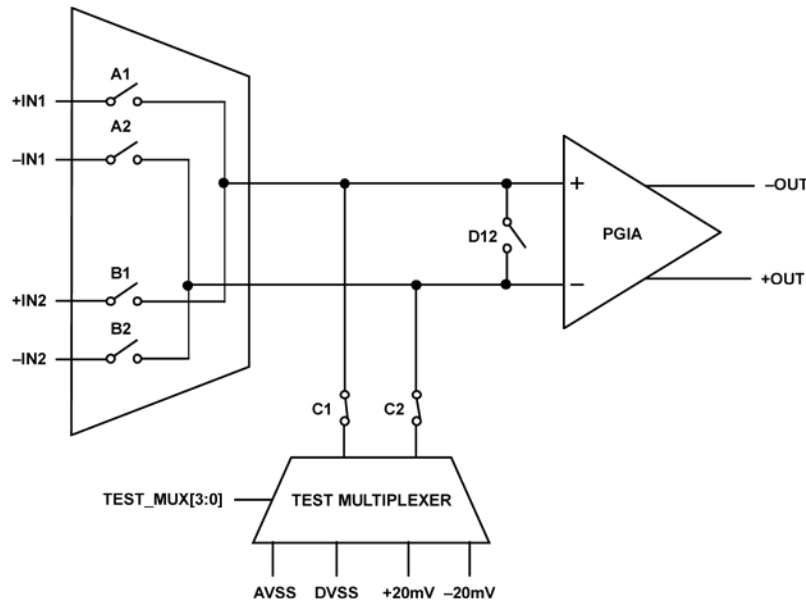 A1
+IN1
A2
–IN1
+
–OUT
D12
PGIA
B1
+IN2
–
+OUT
B2
–IN2
C1
C2
TEST_MUX[3:0]
TEST MULTIPLEXER
AVSS
DVSS
+20mV
–20mV